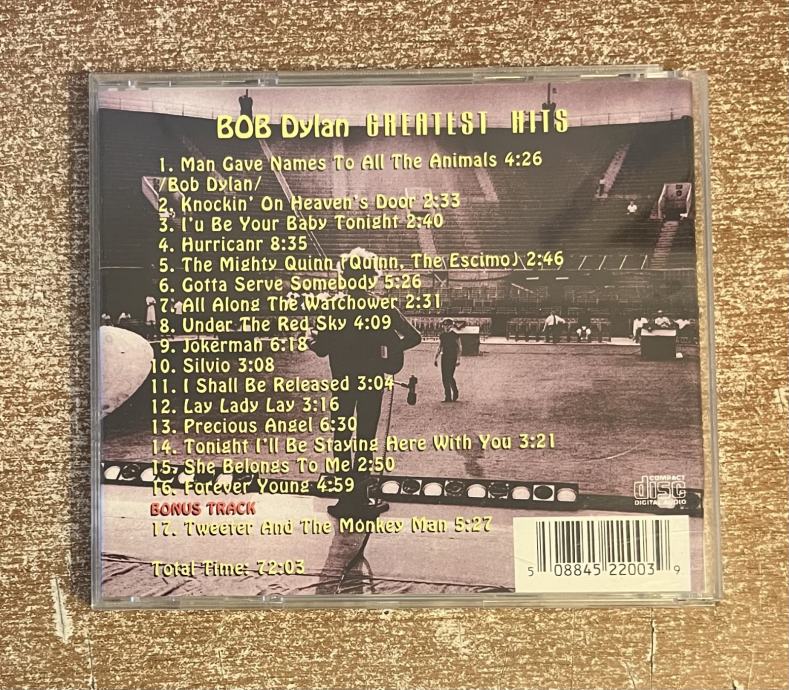 BOB Dylan GREATEST HITS
1. Man Gave Names To All The Animals 4:26
/Bob Dylan/
2. Knockin' On Heaven's Door 2:33
3. I'u Be Your Baby Tonight 2:40
4. Hurricanr 8:35
5. The Mighty Quinn (Quinn, The Escimo) 2:46
6. Gotta Serve Somebody 5:26
7. All Along The Warchower 2:31
8. Under The Red Sky 4:09
9. Jokerman 6:18
10. Silvio 3:08
11. I Shall Be Released 3:04
12. Lay Lady Lay 3:16
13. Precious Angel 6:30
14. Tonight I'll Be Staying Here With You 3:21
15. She Belongs To Me 2:50
16. Forever Young 4:59
BONUS TRACK
17. Tweeter And The Monkey Man 5:27
Total Time: 72:03
COMPACT
disc
DIGITAL AUDIO
5 08845 22003 9